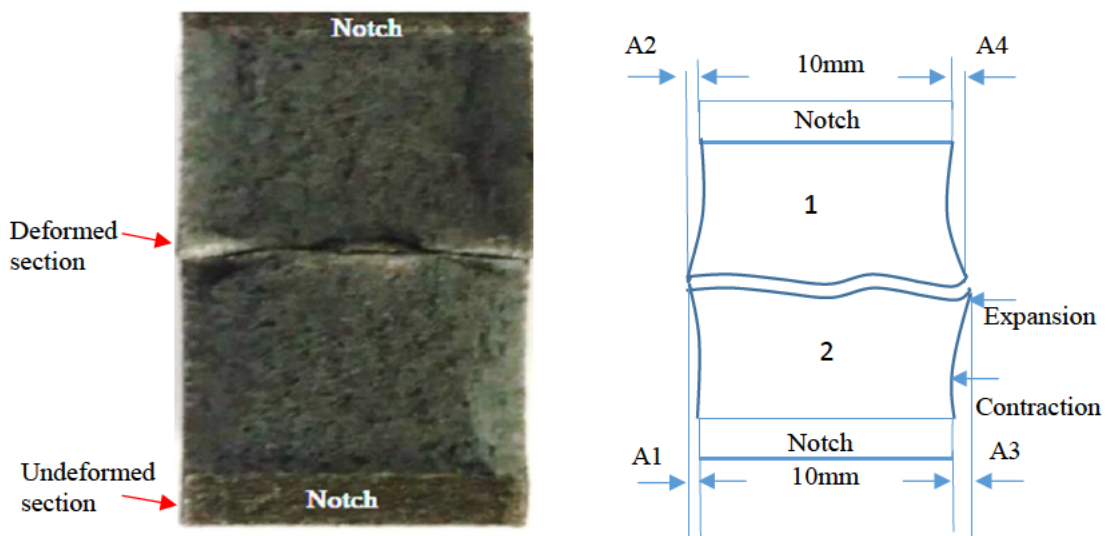 Notch
Deformed
section
Undeformed
section
Notch
A2
10mm
A4
Notch
1
Expansion
2
Contraction
Notch
A1
10mm
A3